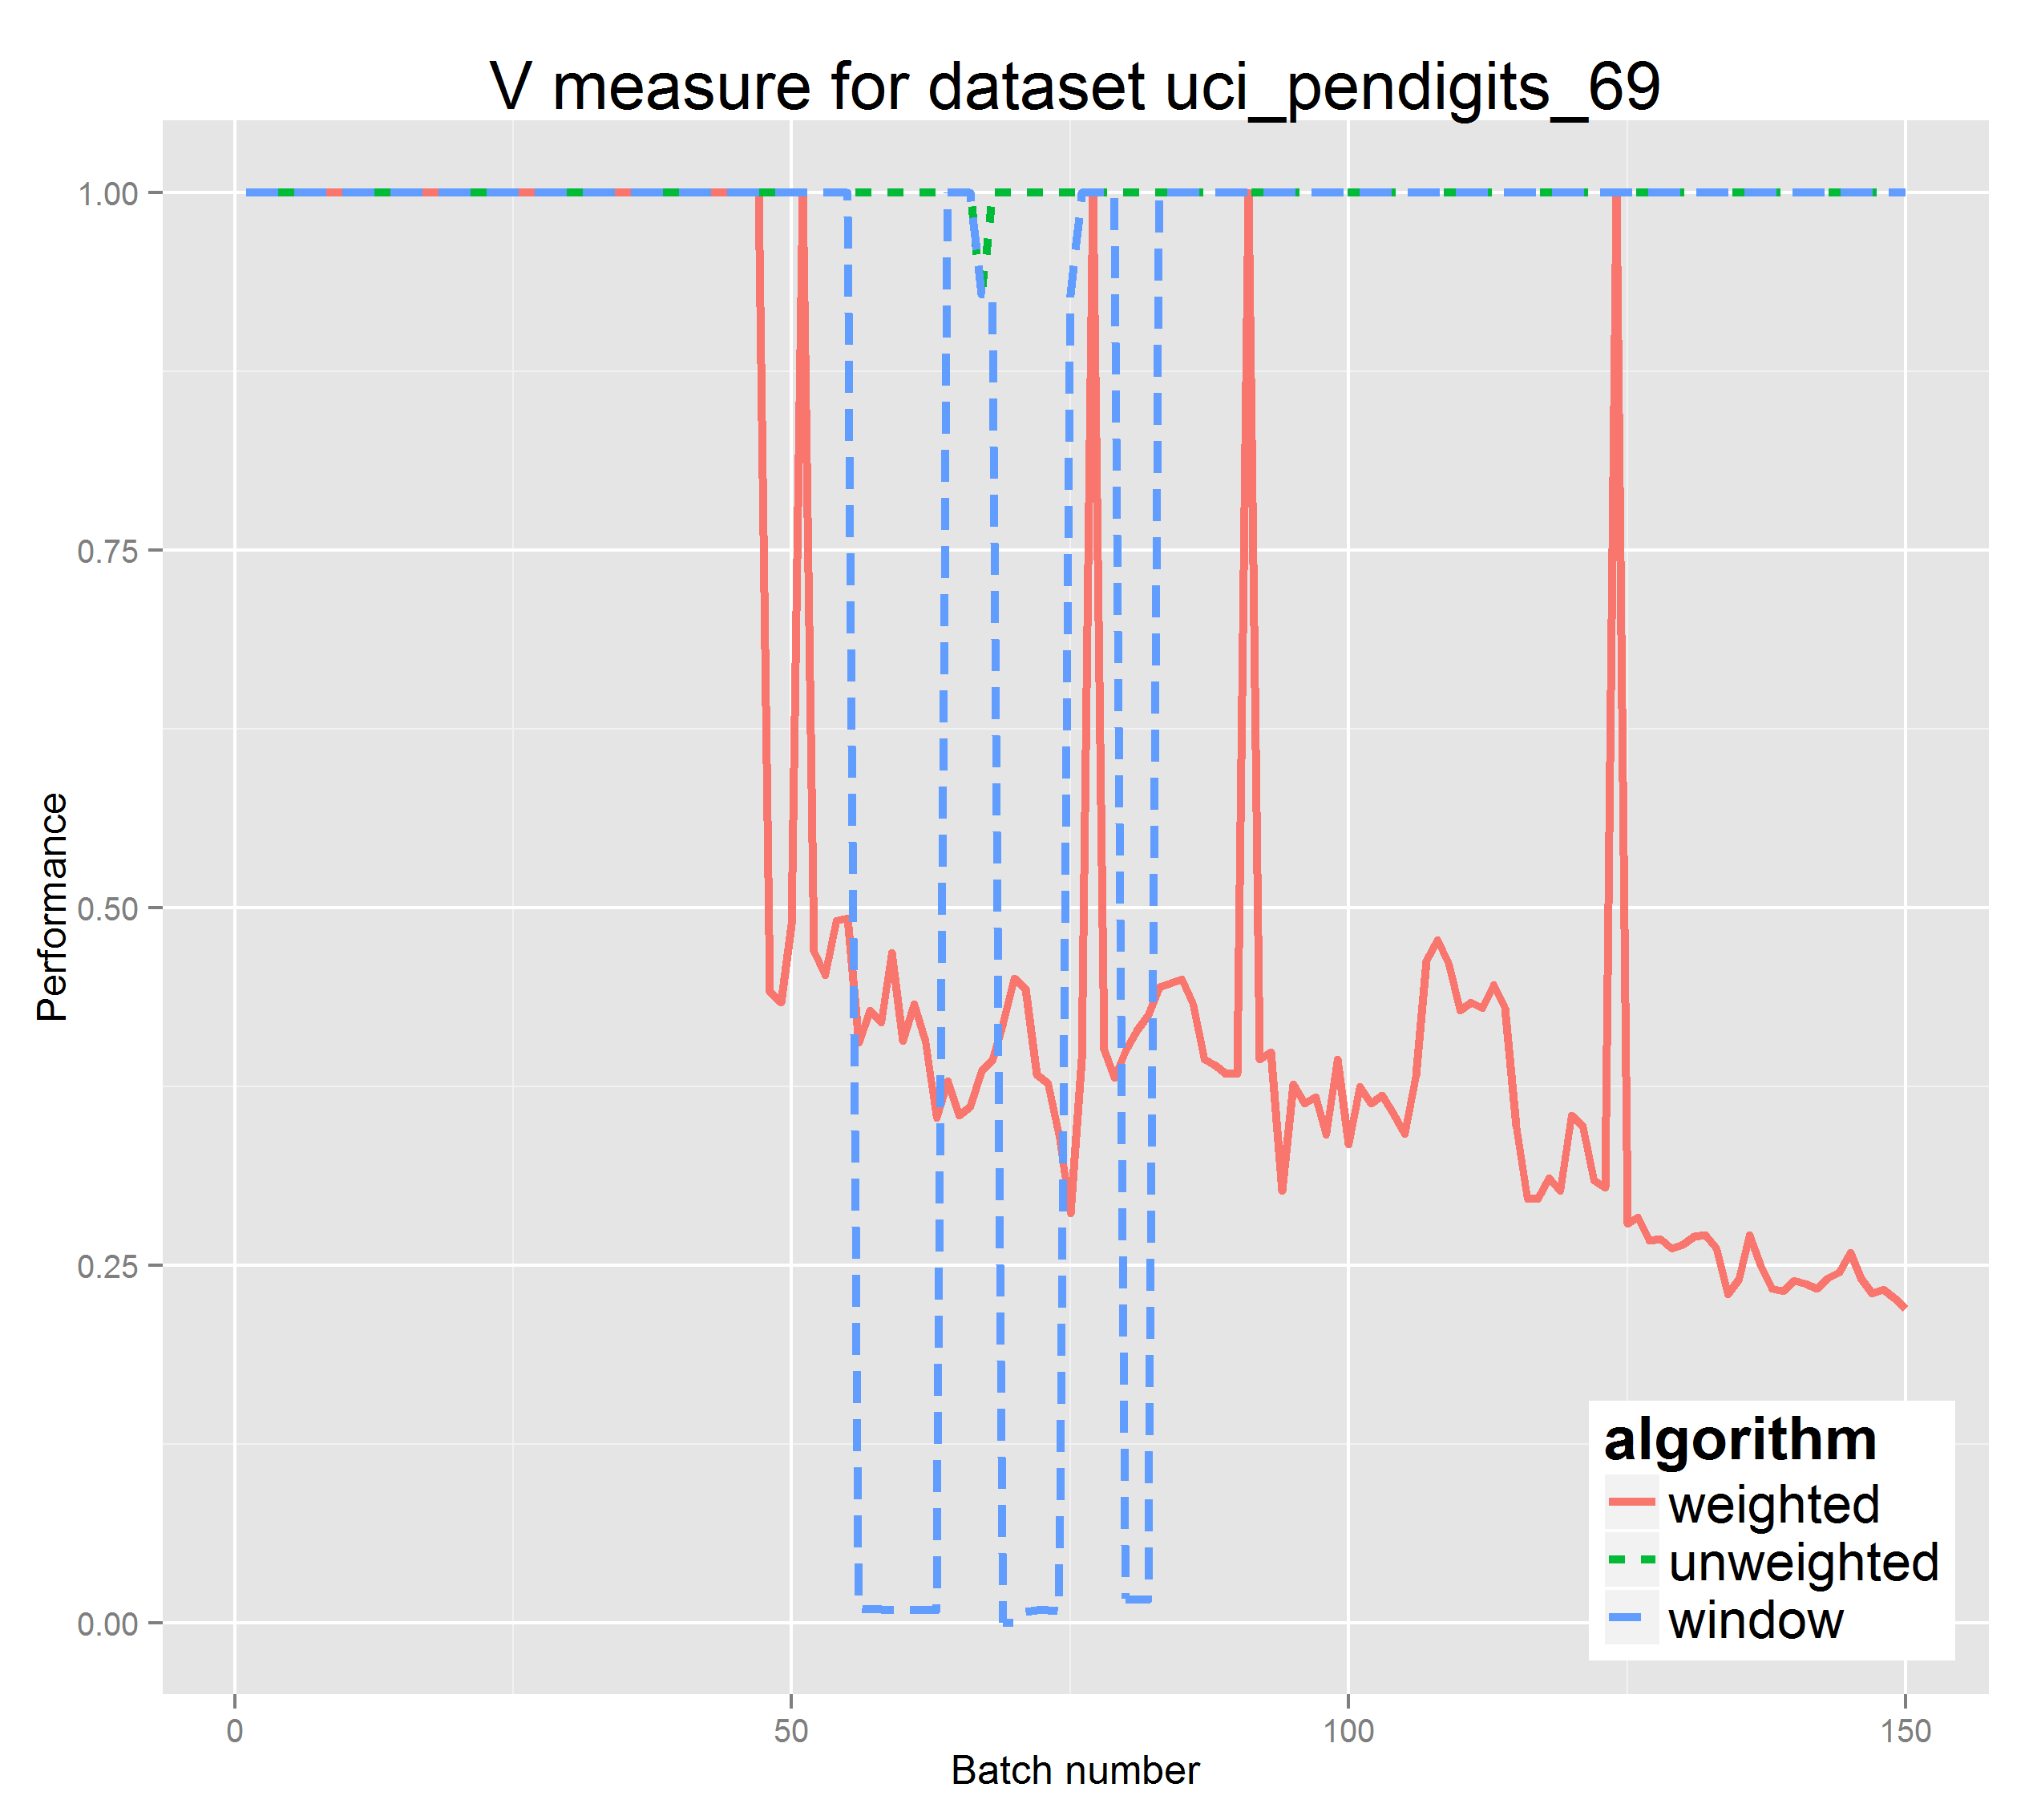 V measure for dataset uci_pendigits_69
1.00
0.75
0.50
0.25
0.00
Performance
0
50
100
150
Batch number
algorithm
weighted
unweighted
window